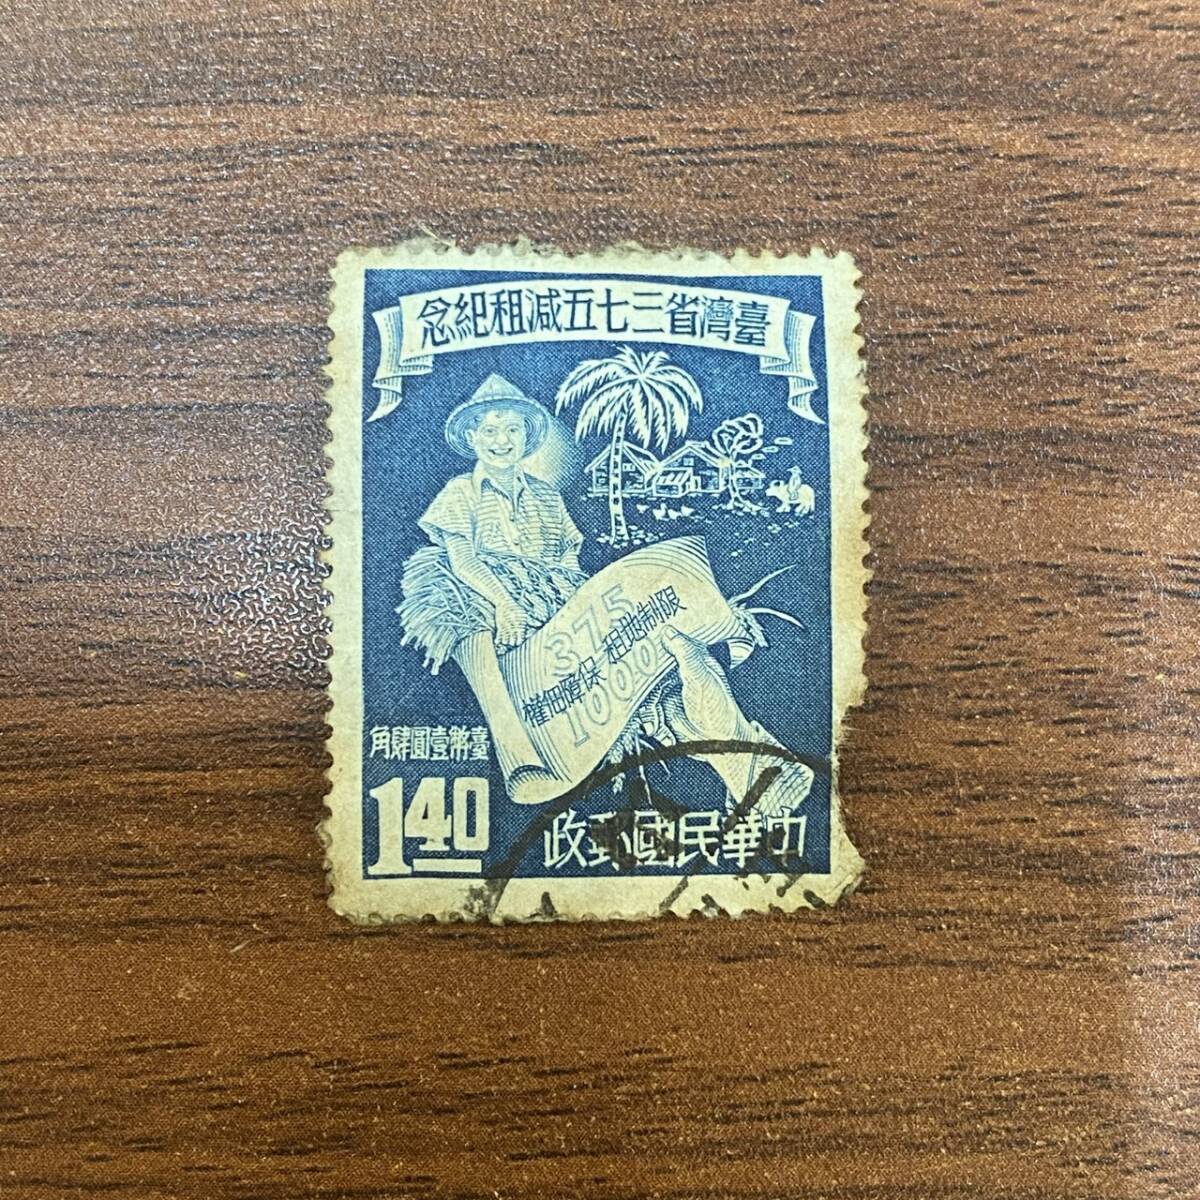 臺灣省三七五減租紀念
375
1000
限制地租 保障佃權
臺幣壹圓肆角
1.40
中華民國郵政